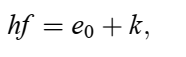 hf = e₀ + k,